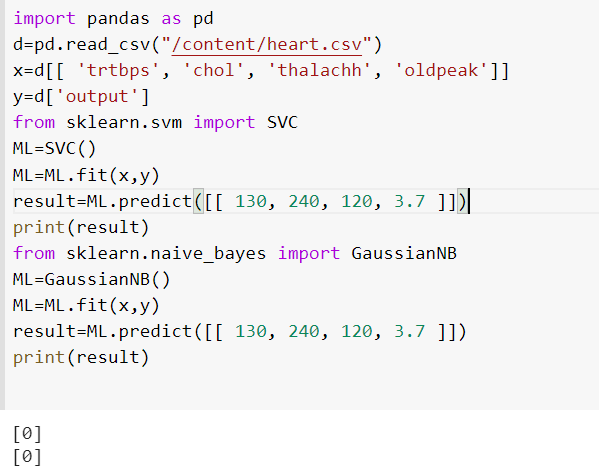 import pandas as pd
d=pd.read_csv("/content/heart.csv")
x=d[[ 'trtbps', 'chol', 'thalachh', 'oldpeak']]
y=d['output']
from sklearn.svm import SVC
ML=SVC()
ML=ML.fit(x,y)
result=ML.predict([[ 130, 240, 120, 3.7 ]])
print(result)
from sklearn.naive_bayes import GaussianNB
ML=GaussianNB()
ML=ML.fit(x,y)
result=ML.predict([[ 130, 240, 120, 3.7 ]])
print(result)
[0]
[0]